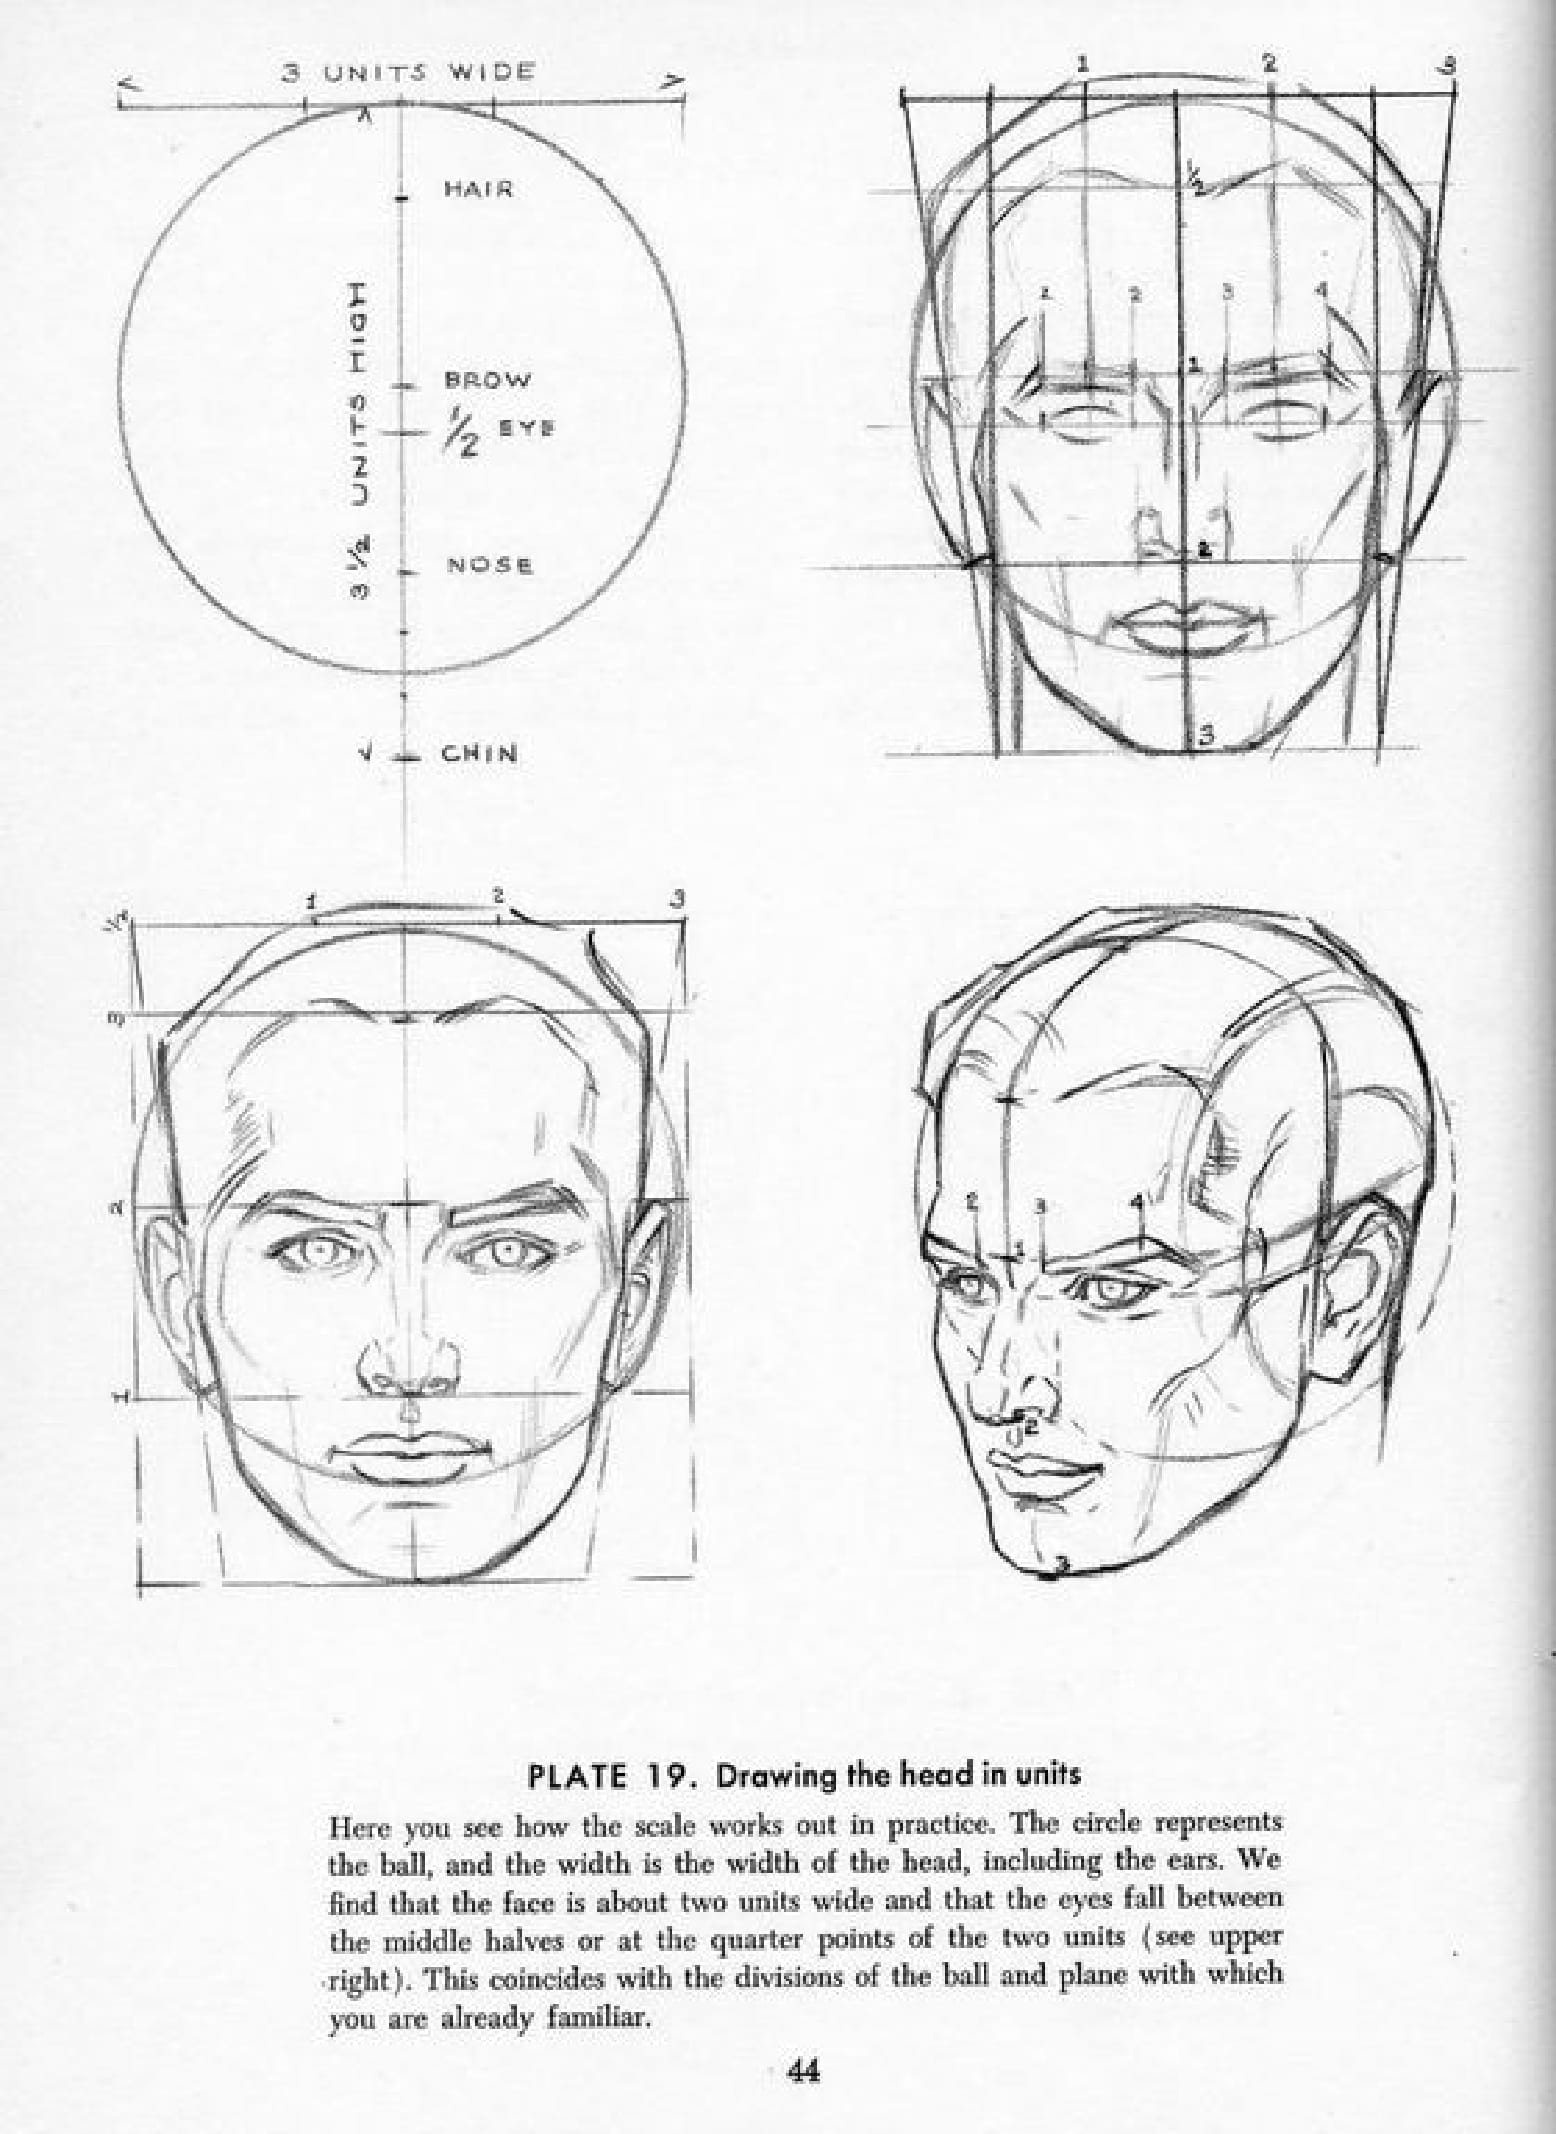 3 UNITS WIDE
HAIR
3 1/2 UNITS HIGH
BROW
1/2 EYE
NOSE
CHIN
1 2 3
1/2
1 2 3 4
1
2
3
1 2 3
1/2
3
2
1
2 3 4
1
2
3
PLATE 19. Drawing the head in units
Here you see how the scale works out in practice. The circle represents
the ball, and the width is the width of the head, including the ears. We
find that the face is about two units wide and that the eyes fall between
the middle halves or at the quarter points of the two units (see upper
right). This coincides with the divisions of the ball and plane with which
you are already familiar.
44